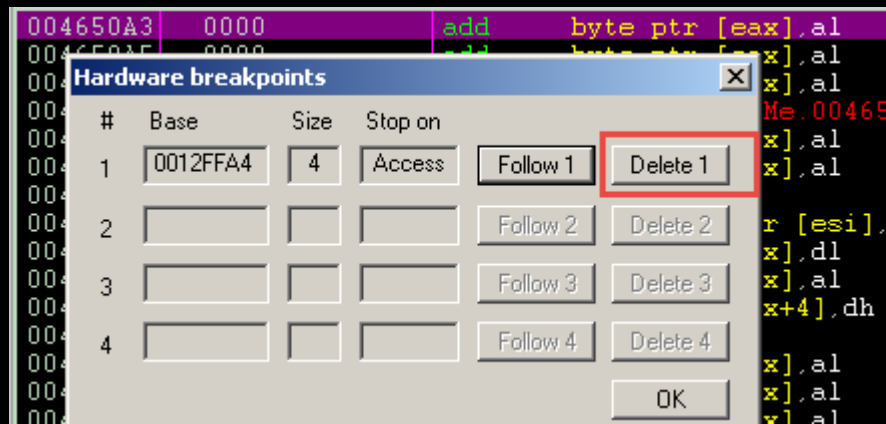 004650A3 0000 add byte ptr [eax],al
x],al
Hardware breakpoints
x],al
# Base Size Stop on
Me.00465
x],al
1 0012FFA4 4 Access Follow 1 Delete 1
x],al
2 Follow 2 Delete 2
r [esi],
x],dl
3 Follow 3 Delete 3
x],al
x+4],dh
4 Follow 4 Delete 4
x],al
x],al
OK
x],al